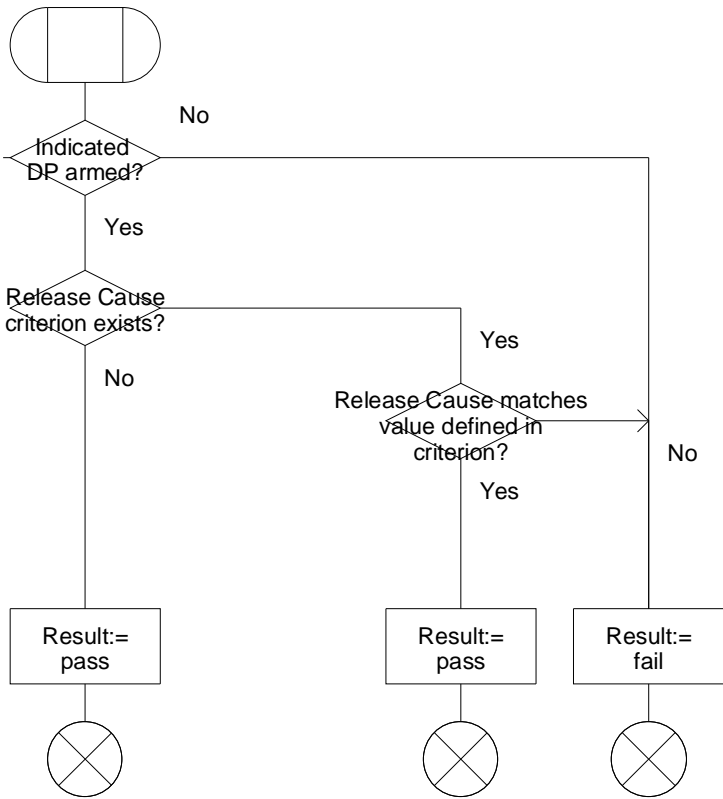 No
Indicated
DP armed?
Yes
Release Cause
criterion exists?
Yes
No
Release Cause matches
value defined in
criterion?
No
Yes
Result:=
pass
Result:=
pass
Result:=
fail